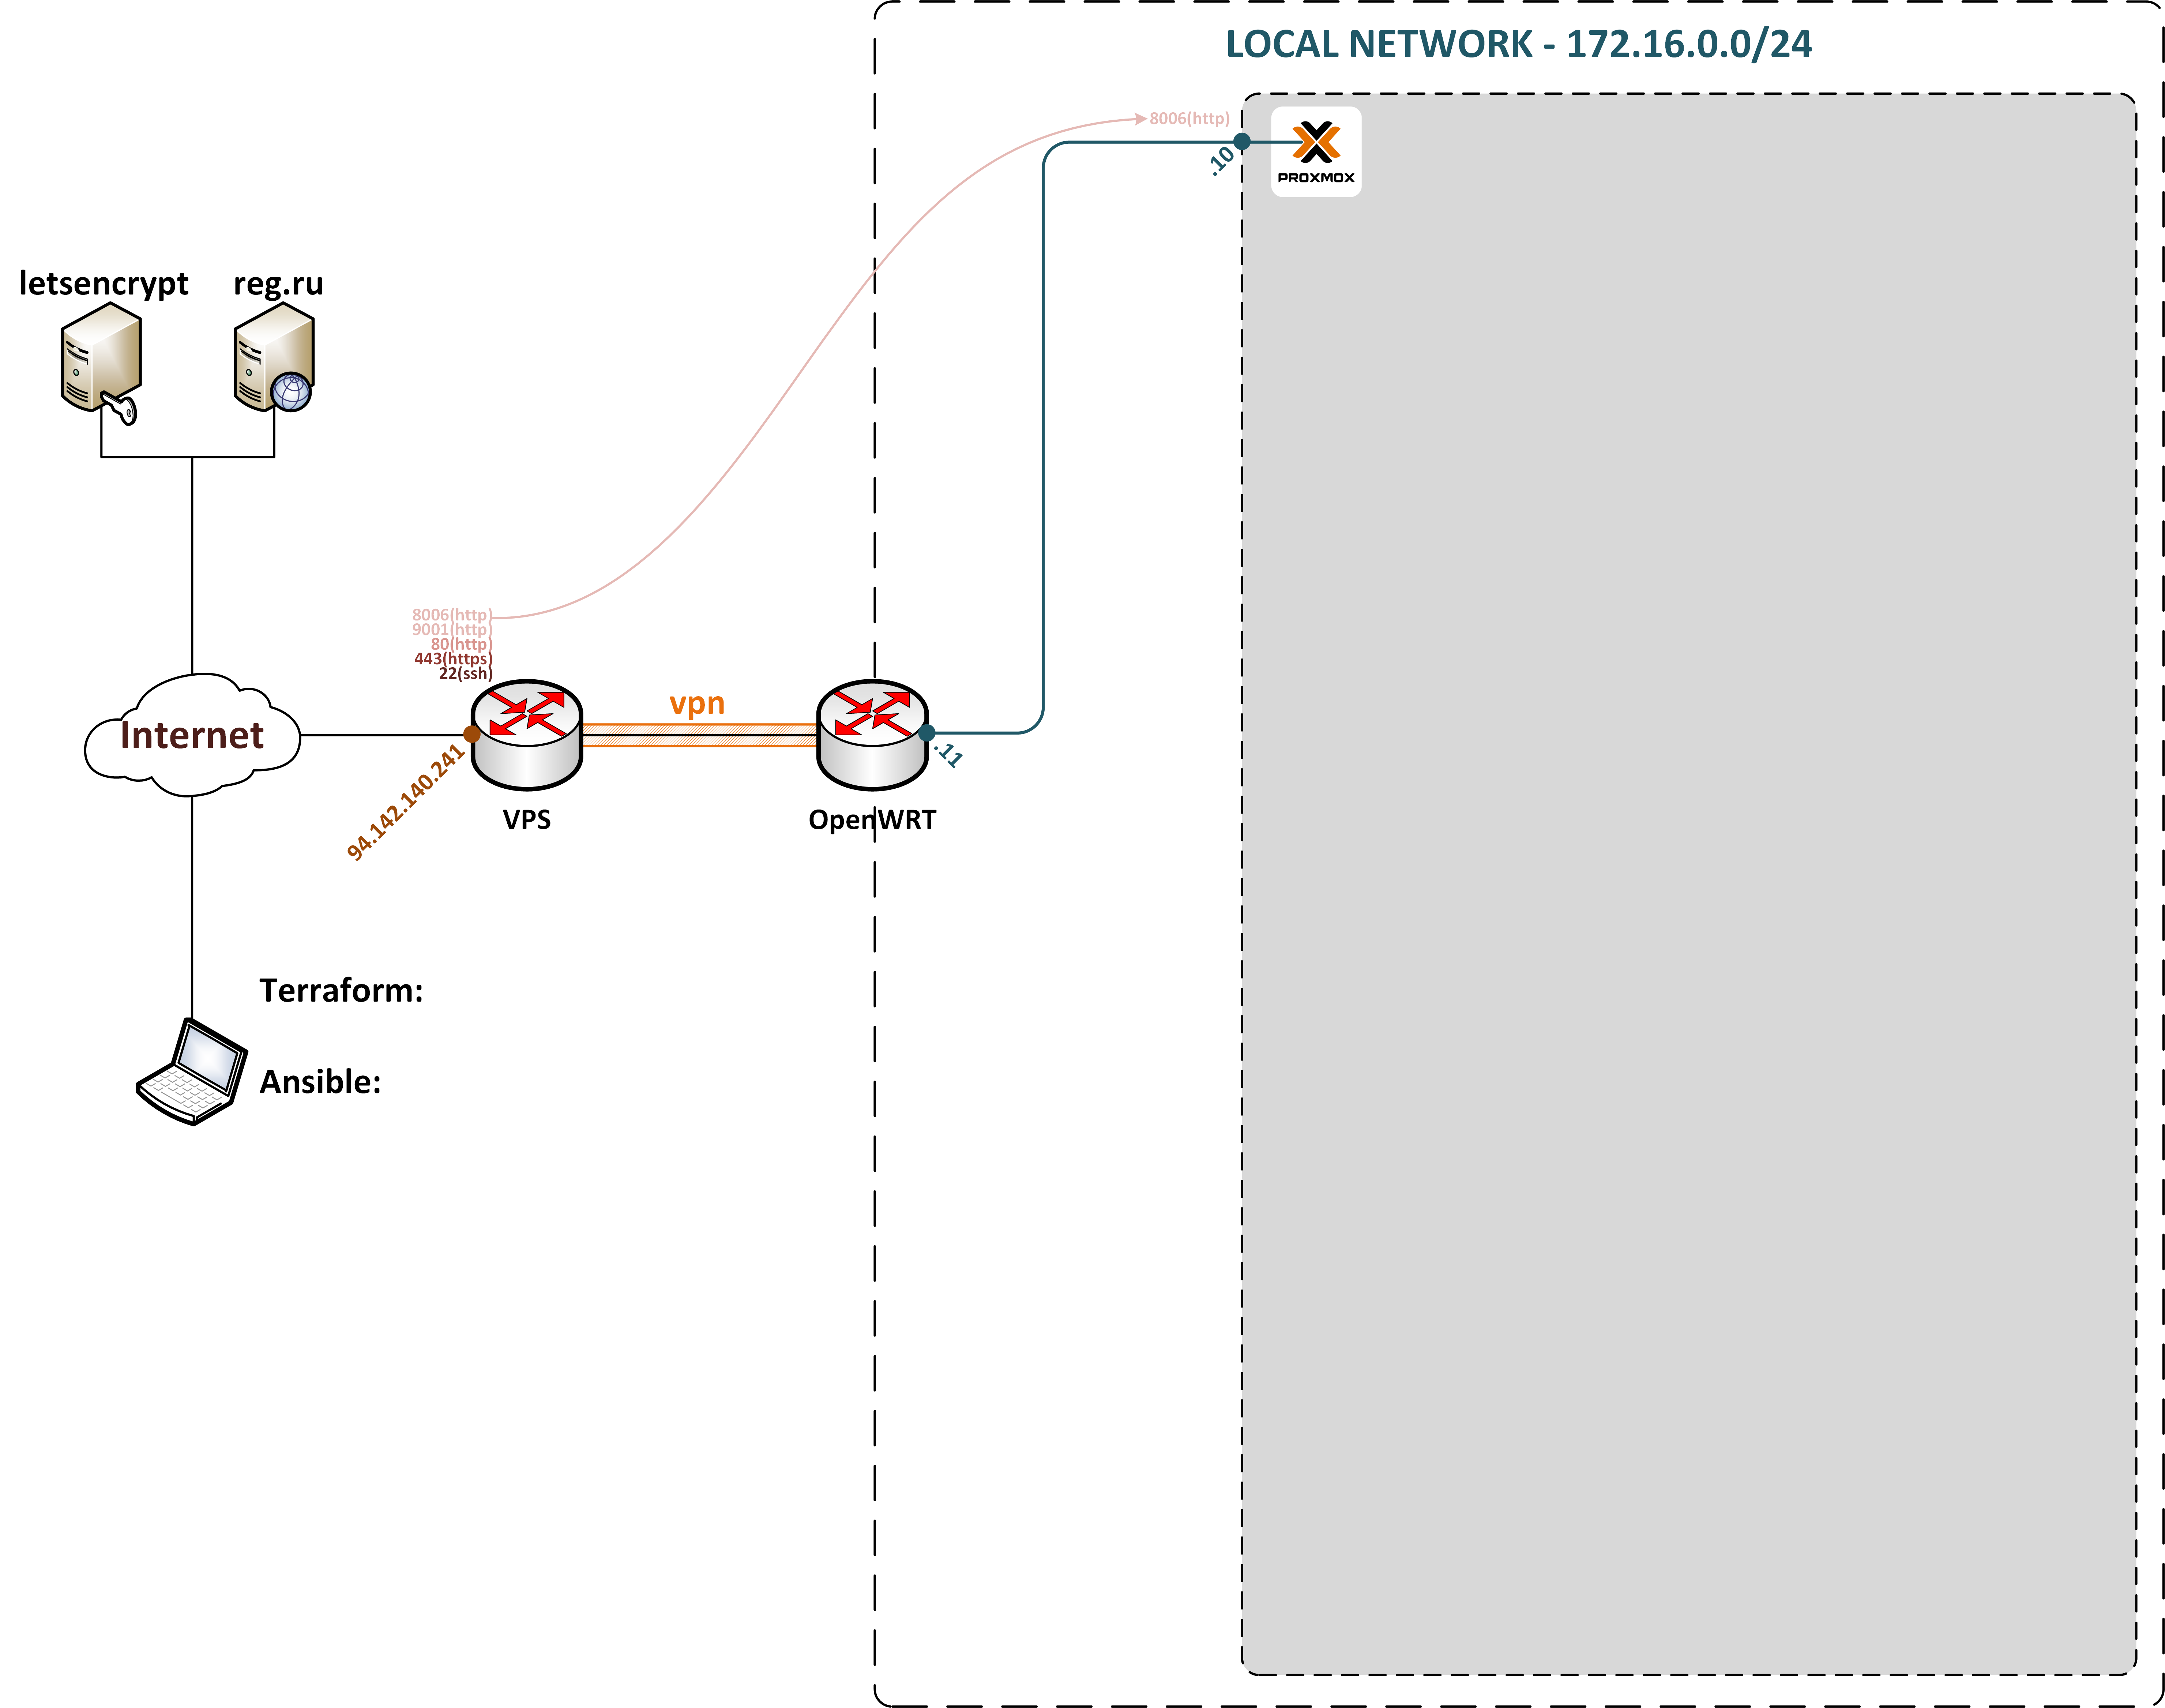 LOCAL NETWORK - 172.16.0.0/24
8006(http)
.10
PROXMOX
letsencrypt
reg.ru
8006(http)
9001(http)
80(http)
443(https)
22(ssh)
Internet
vpn
94.142.140.241
.11
VPS
OpenWRT
Terraform:
Ansible: